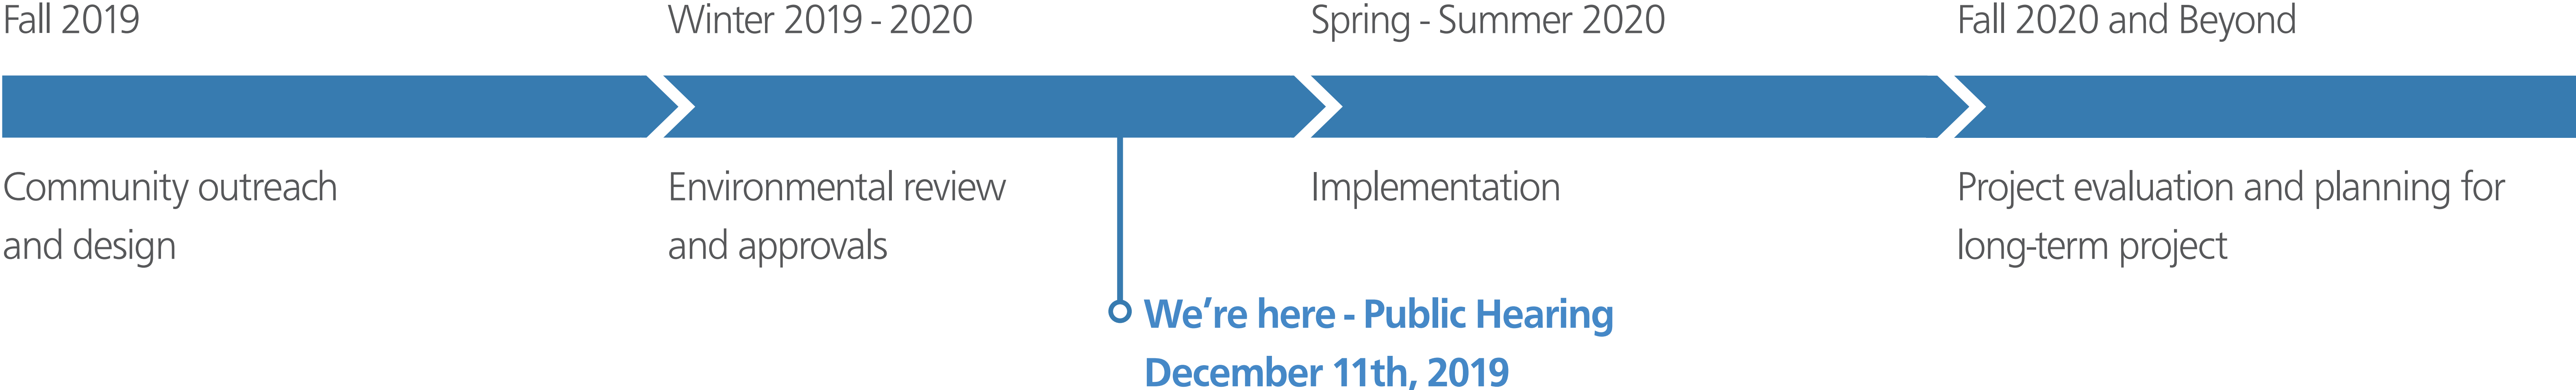 Fall 2019
Winter 2019 - 2020
Spring - Summer 2020
Fall 2020 and Beyond
Community outreach
and design
Environmental review
and approvals
Implementation
Project evaluation and planning for
long-term project
We’re here - Public Hearing
December 11th, 2019